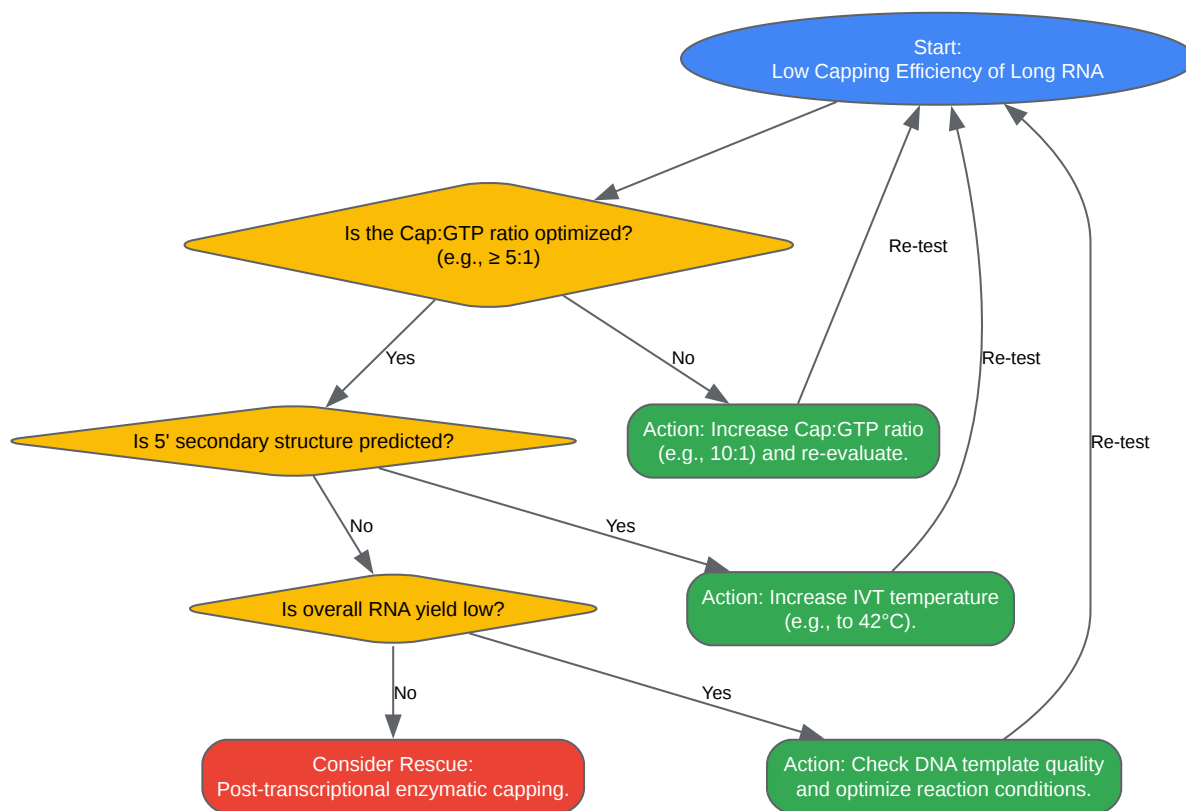 Start:
Low Capping Efficiency of Long RNA
Is the Cap:GTP ratio optimized?
(e.g., ≥ 5:1)
Re-test
Yes
No
Re-test
Action: Increase Cap:GTP ratio
(e.g., 10:1) and re-evaluate.
Is 5' secondary structure predicted?
Re-test
No
Yes
Action: Increase IVT temperature
(e.g., to 42°C).
Is overall RNA yield low?
No
Yes
Consider Rescue:
Post-transcriptional enzymatic capping.
Action: Check DNA template quality
and optimize reaction conditions.